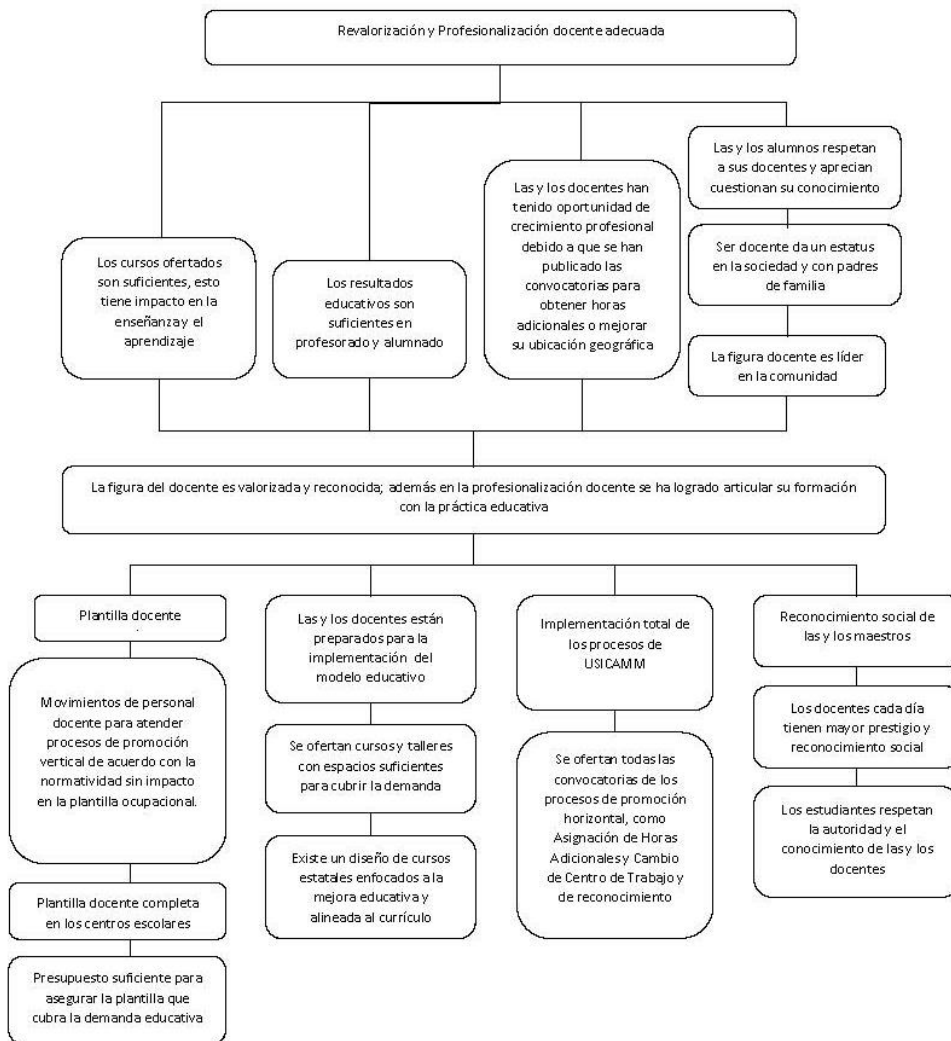 Revalorización y Profesionalización docente adecuada
Los cursos ofertados
son suficientes, esto
tiene impacto en la
enseñanza y el
aprendizaje
Los resultados
educativos son
suficientes en
profesorado y alumnado
Las y los docentes han
tenido oportunidad de
crecimiento profesional
debido a que se han
publicado las
convocatorias para
obtener horas
adicionales o mejorar
su ubicación geográfica
Las y los alumnos respetan
a sus docentes y aprecian
cuestionan su conocimiento
Ser docente da un estatus
en la sociedad y con padres
de familia
La figura docente es líder
en la comunidad
La figura del docente es valorizada y reconocida; además en la profesionalización docente se ha logrado articular su formación
con la práctica educativa
Plantilla docente
.
Movimientos de personal
docente para atender
procesos de promoción
vertical de acuerdo con la
normatividad sin impacto
en la plantilla ocupacional.
Plantilla docente completa
en los centros escolares
Presupuesto suficiente para
asegurar la plantilla que
cubra la demanda educativa
Las y los docentes están
preparados para la
implementación del
modelo educativo
Se ofertan cursos y talleres
con espacios suficientes
para cubrir la demanda
Existe un diseño de cursos
estatales enfocados a la
mejora educativa y
alineada al currículo
Implementación total de
los procesos de
USICAMM
Se ofertan todas las
convocatorias de los
procesos de promoción
horizontal, como
Asignación de Horas
Adicionales y Cambio
de Centro de Trabajo y
de reconocimiento
Reconocimiento social de
las y los maestros
Los docentes cada día
tienen mayor prestigio y
reconocimiento social
Los estudiantes respetan
la autoridad y el
conocimiento de las y los
docentes